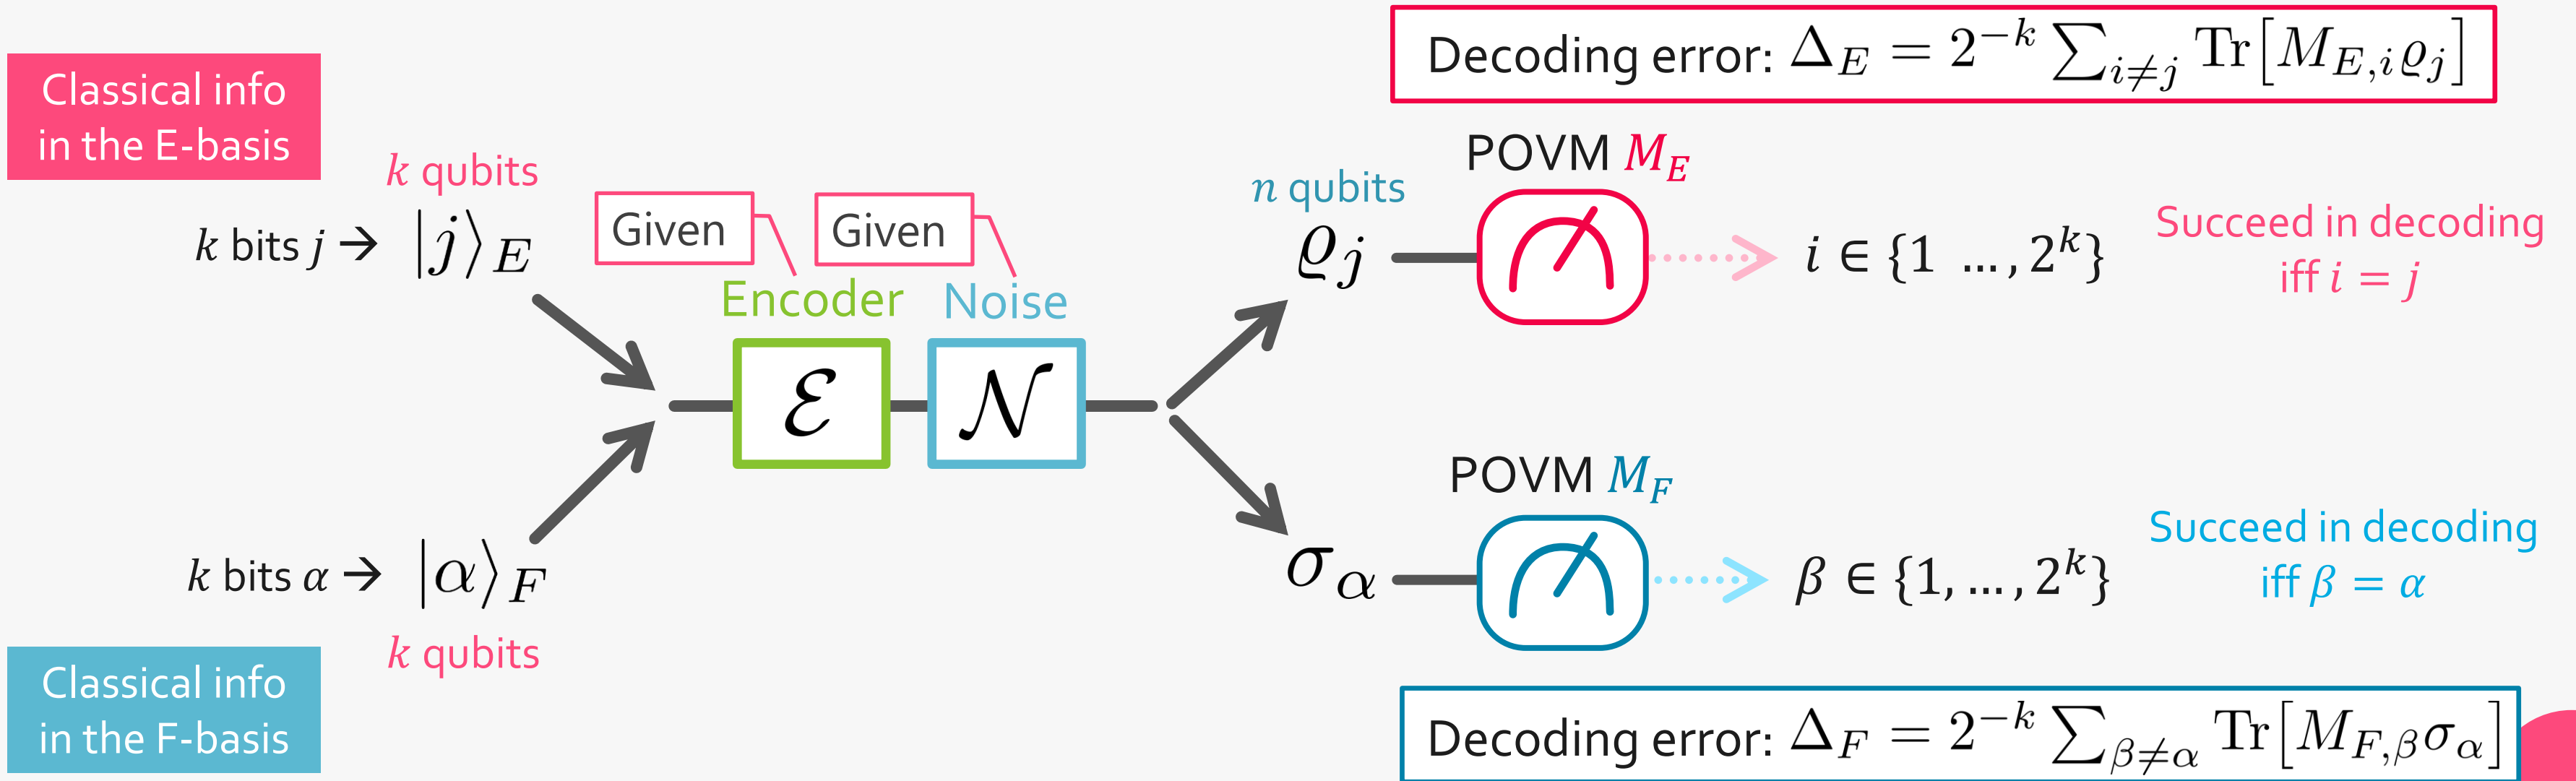 Decoding error: Δ_E = 2^{-k} ∑_{i≠j} Tr[M_{E,i} ϱ_j]
Classical info
in the E-basis
k qubits
k bits j → |j⟩_E
Given
Given
Encoder
Noise
ℰ
𝒩
n qubits
ϱ_j
POVM M_E
i ∈ {1 …, 2^k}
Succeed in decoding
iff i = j
k bits α → |α⟩_F
k qubits
Classical info
in the F-basis
σ_α
POVM M_F
β ∈ {1, …, 2^k}
Succeed in decoding
iff β = α
Decoding error: Δ_F = 2^{-k} ∑_{β≠α} Tr[M_{F,β} σ_α]